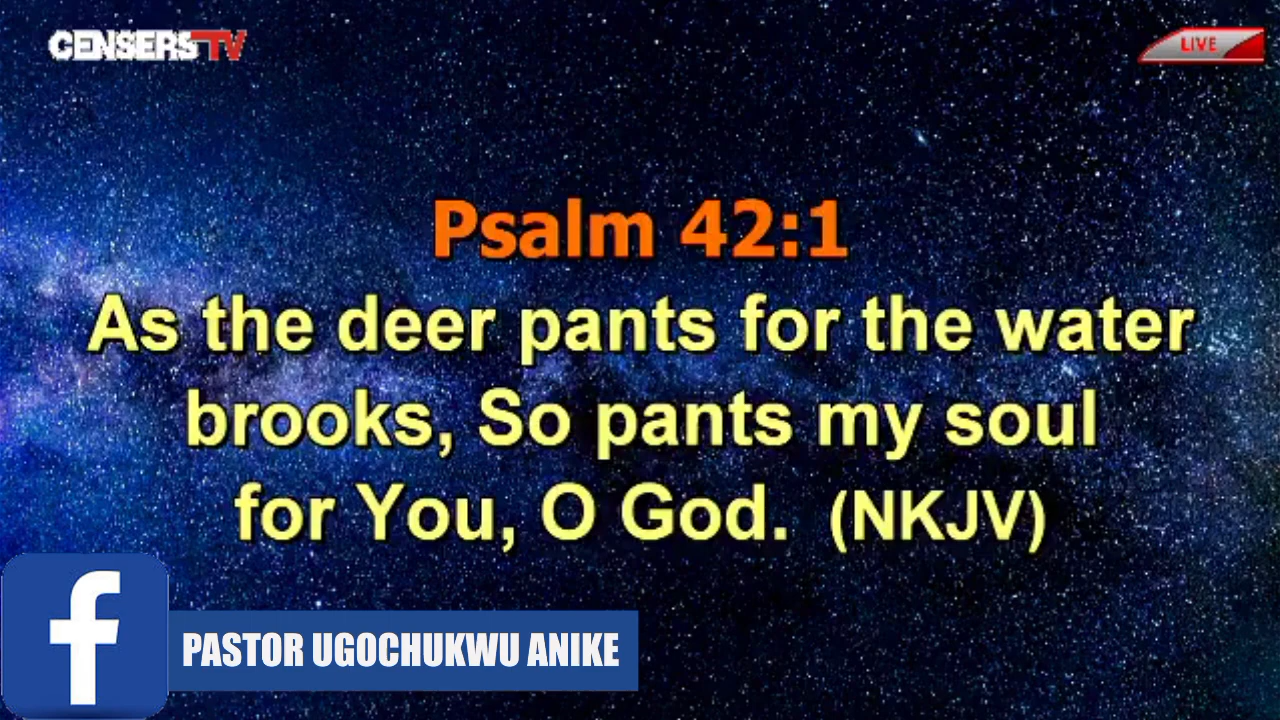 CENSERSTV
LIVE
Psalm 42:1
As the deer pants for the water
brooks, So pants my soul
for You, O God. (NKJV)
f
PASTOR UGOCHUKWU ANIKE